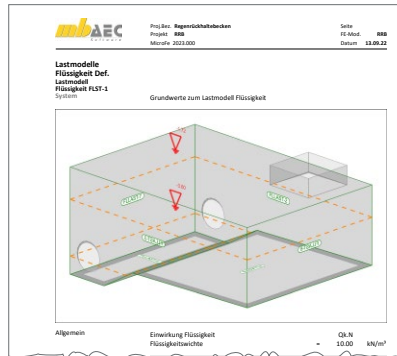 mb AEC
Software
Proj.Bez. Regenrückhaltebecken
Projekt RRB
MicroFe 2023.000
Seite
FE-Mod. RRB
Datum 13.09.22
Lastmodelle
Flüssigkeit Def.
Lastmodell
Flüssigkeit FLST-1
System
Grundwerte zum Lastmodell Flüssigkeit
Allgemein
Einwirkung Flüssigkeit Qk.N
Flüssigkeitswichte = 10.00 kN/m³